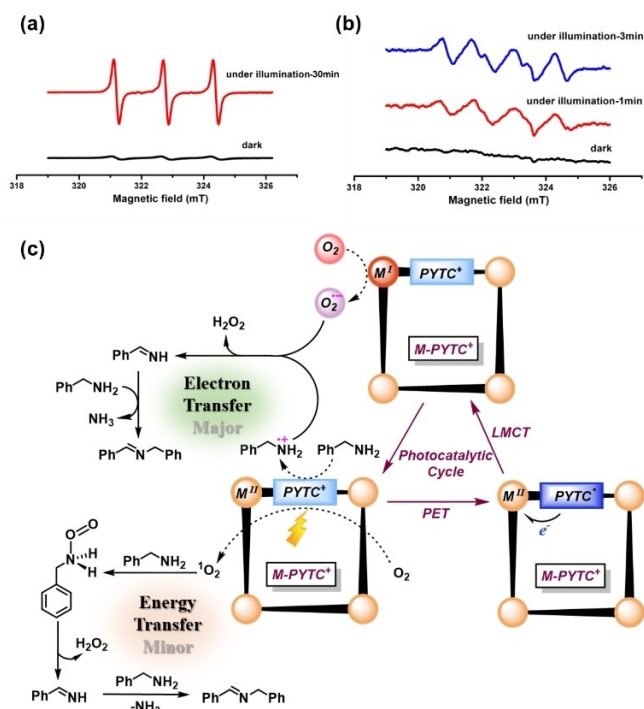 (a)
under illumination-30min
dark
318 320 322 324 326
Magnetic field (mT)
(b)
under illumination-3min
under illumination-1min
dark
318 320 322 324 326
Magnetic field (mT)
(c)
O₂
Mᴵ PYTC⁺
O₂•−
M-PYTC⁺
H₂O₂
Ph NH
Ph NH₂
NH₃
Ph N Ph
Electron
Transfer
Major
Ph NH₂•+
Ph NH₂
Photocatalytic
Cycle
LMCT
Mᴵᴵ PYTC⁺
PET
Mᴵᴵ PYTC•
e⁻
M-PYTC⁺
M-PYTC⁺
O
O
N H
H
Ph NH₂
¹O₂
O₂
Energy
Transfer
Minor
H₂O₂
Ph NH
Ph NH₂
-NH₃
Ph N Ph